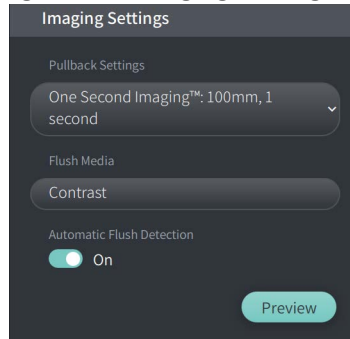 Imaging Settings
Pullback Settings
One Second Imaging™: 100mm, 1
second
Flush Media
Contrast
Automatic Flush Detection
On
Preview